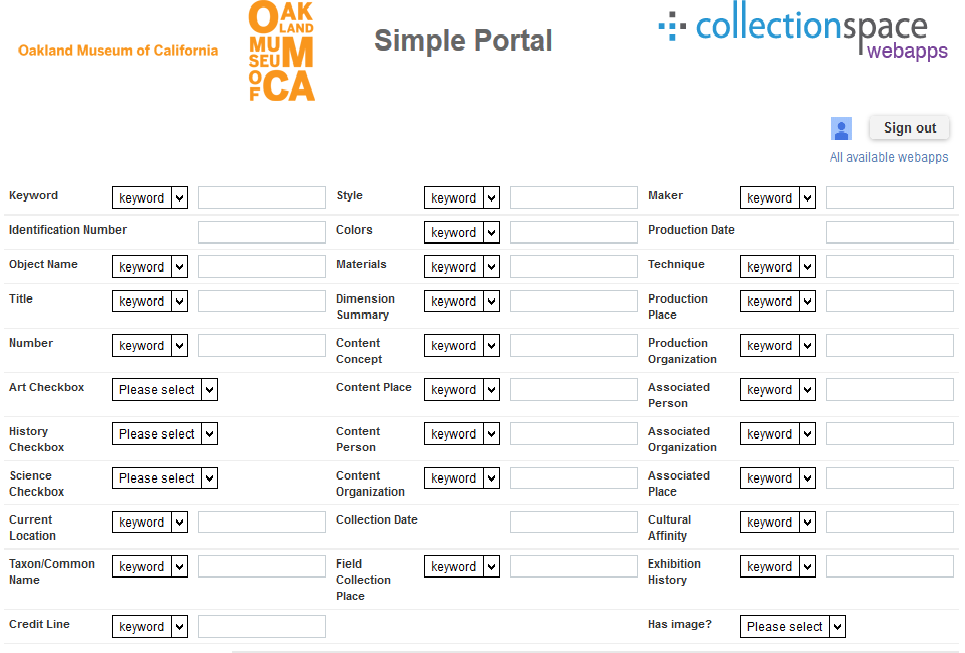 Oakland Museum of California
OAK
LAND
MU M
SEU
OF CA
Simple Portal
collectionspace
webapps
Sign out
All available webapps
Keyword keyword Style keyword Maker keyword
Identification Number Colors keyword Production Date
Object Name keyword Materials keyword Technique keyword
Title keyword Dimension Summary keyword Production Place keyword
Number keyword Content Concept keyword Production Organization keyword
Art Checkbox Please select Content Place keyword Associated Person keyword
History Checkbox Please select Content Person keyword Associated Organization keyword
Science Checkbox Please select Content Organization keyword Associated Place keyword
Current Location keyword Collection Date Cultural Affinity keyword
Taxon/Common Name keyword Field Collection Place keyword Exhibition History keyword
Credit Line keyword Has image? Please select